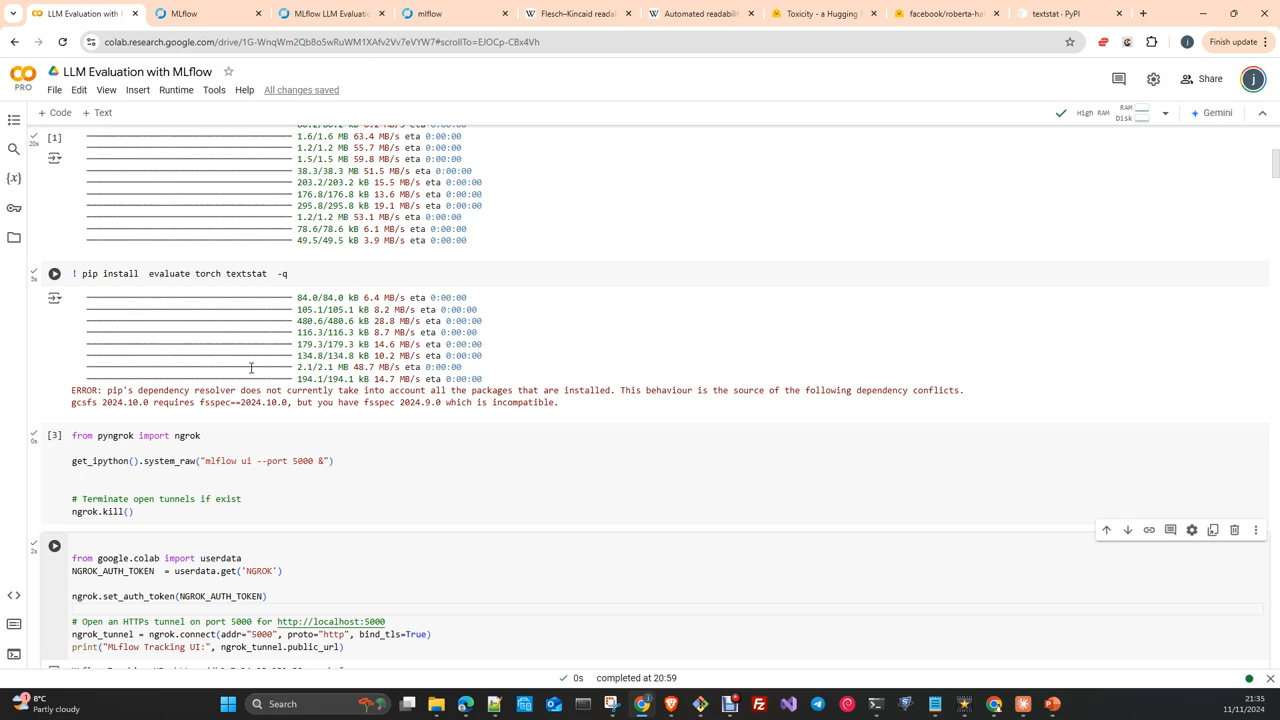 LLM Evaluation with MLflow
MLflow
MLflow LLM Evaluatio
mlflow
Flesch–Kincaid reada
Automated readability
Toxicity - a Hugging F
facebook/roberta-hat
textstat · PyPI
colab.research.google.com/drive/1G-WnqWm2Qb8o5wRuWM1XAfv2Vv7eVYW7#scrollTo=EJOCp-CBx4Vh
j
Finish update
CO
PRO
LLM Evaluation with MLflow
File Edit View Insert Runtime Tools Help All changes saved
Share
j
+ Code + Text
High RAM
RAM
Disk
Gemini
20s
[1]
1.6/1.6 MB 63.4 MB/s eta 0:00:00
1.2/1.2 MB 55.7 MB/s eta 0:00:00
1.5/1.5 MB 59.8 MB/s eta 0:00:00
38.3/38.3 MB 51.5 MB/s eta 0:00:00
203.2/203.2 kB 15.5 MB/s eta 0:00:00
176.8/176.8 kB 13.6 MB/s eta 0:00:00
295.8/295.8 kB 19.1 MB/s eta 0:00:00
1.2/1.2 MB 53.1 MB/s eta 0:00:00
78.6/78.6 kB 6.1 MB/s eta 0:00:00
49.5/49.5 kB 3.9 MB/s eta 0:00:00
5s
! pip install evaluate torch textstat -q
84.0/84.0 kB 6.4 MB/s eta 0:00:00
105.1/105.1 kB 8.2 MB/s eta 0:00:00
480.6/480.6 kB 28.8 MB/s eta 0:00:00
116.3/116.3 kB 8.7 MB/s eta 0:00:00
179.3/179.3 kB 14.6 MB/s eta 0:00:00
134.8/134.8 kB 10.2 MB/s eta 0:00:00
2.1/2.1 MB 48.7 MB/s eta 0:00:00
194.1/194.1 kB 14.7 MB/s eta 0:00:00
ERROR: pip's dependency resolver does not currently take into account all the packages that are installed. This behaviour is the source of the following dependency conflicts.
gcsfs 2024.10.0 requires fsspec==2024.10.0, but you have fsspec 2024.9.0 which is incompatible.
0s
[3]
from pyngrok import ngrok
get_ipython().system_raw("mlflow ui --port 5000 &")
# Terminate open tunnels if exist
ngrok.kill()
2s
from google.colab import userdata
NGROK_AUTH_TOKEN = userdata.get('NGROK')
ngrok.set_auth_token(NGROK_AUTH_TOKEN)
# Open an HTTPs tunnel on port 5000 for http://localhost:5000
ngrok_tunnel = ngrok.connect(addr="5000", proto="http", bind_tls=True)
print("MLflow Tracking UI:", ngrok_tunnel.public_url)
0s completed at 20:59
8°C
Partly cloudy
Search
21:35
11/11/2024